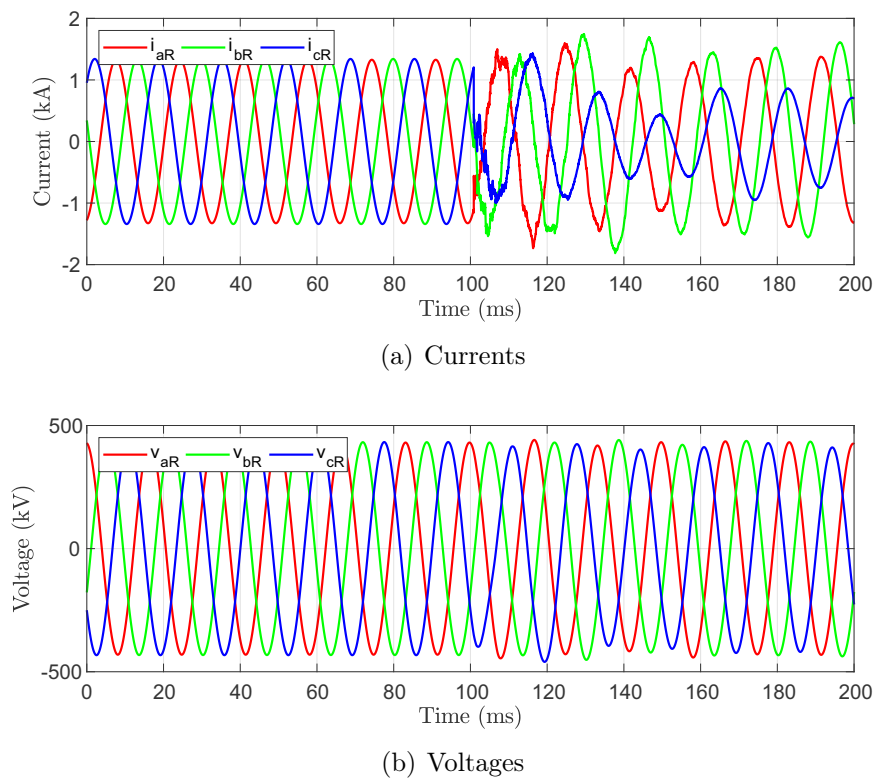 2
1
0
-1
-2
Current (kA)
i_aR i_bR i_cR
0 20 40 60 80 100 120 140 160 180 200
Time (ms)
(a) Currents
500
0
-500
Voltage (kV)
v_aR v_bR v_cR
0 20 40 60 80 100 120 140 160 180 200
Time (ms)
(b) Voltages